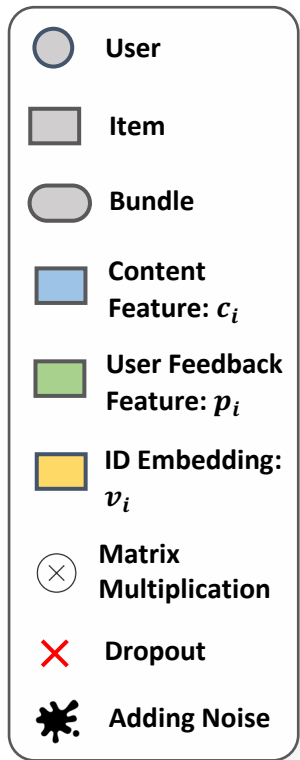 User
Item
Bundle
Content
Feature: c_i
User Feedback
Feature: p_i
ID Embedding:
v_i
Matrix
Multiplication
Dropout
Adding Noise